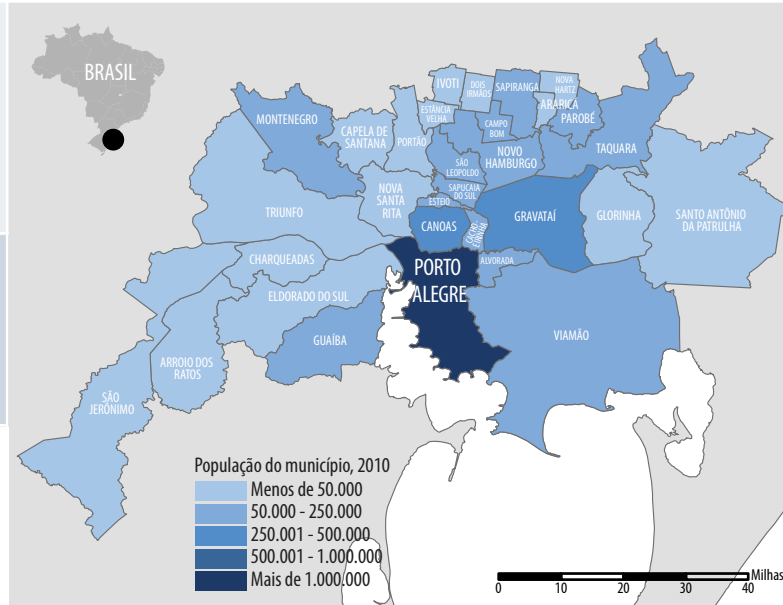 BRASIL
IVOTI
DOIS
IRMÃOS
SAPIRANGA
NOVA
HARTZ
ESTÂNCIA
VELHA
ARARICÁ
PAROBÉ
MONTENEGRO
CAPELA DE
SANTANA
PORTÃO
CAMPO
BOM
NOVO
HAMBURGO
TAQUARA
SÃO
LEOPOLDO
SAPUCAIA
DO SUL
NOVA
SANTA
RITA
ESTEIO
TRIUNFO
CANOAS
CACHO-
EIRINHA
GRAVATAÍ
GLORINHA
SANTO ANTÔNIO
DA PATRULHA
CHARQUEADAS
PORTO
ALEGRE
ALVORADA
ELDORADO DO SUL
GUAÍBA
VIAMÃO
ARROIO DOS
RATOS
SÃO
JERÔNIMO
População do município, 2010
Menos de 50.000
50.000 - 250.000
250.001 - 500.000
500.001 - 1.000.000
Mais de 1.000.000
Milhas
0 10 20 30 40